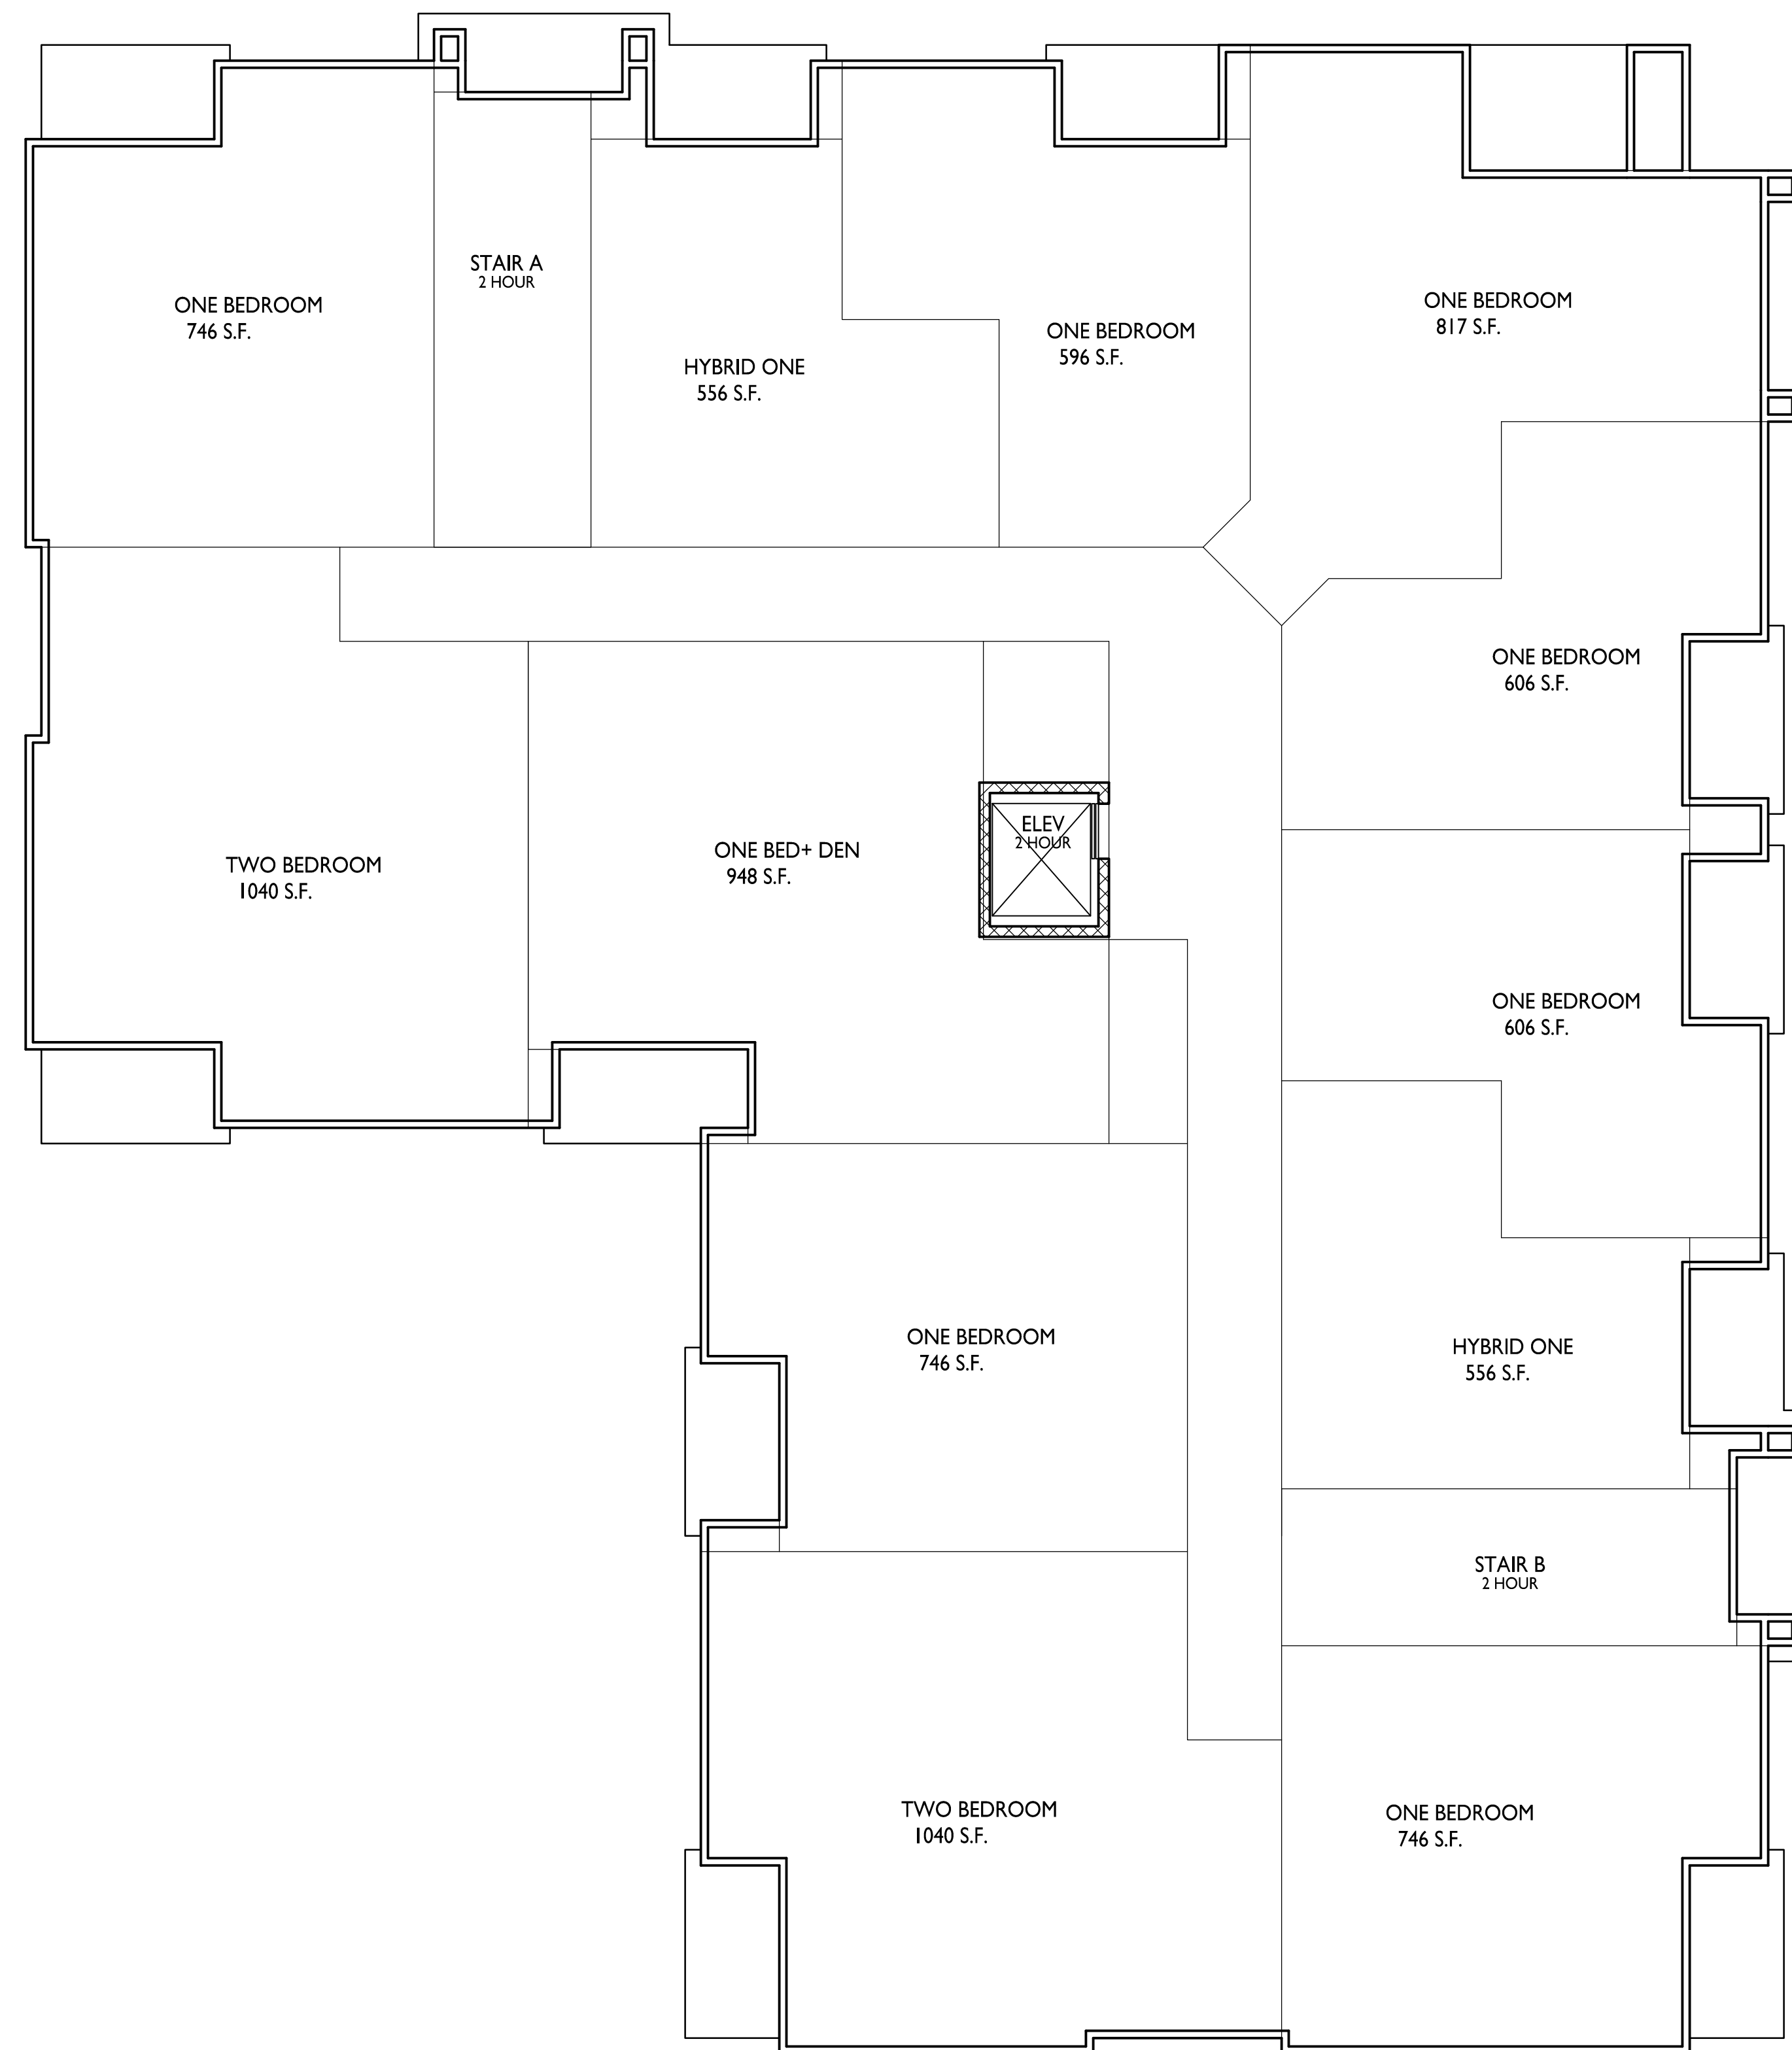 STAIR A
2 HOUR
ONE BEDROOM
746 S.F.
ONE BEDROOM
817 S.F.
ONE BEDROOM
596 S.F.
HYBRID ONE
556 S.F.
ONE BEDROOM
606 S.F.
ELEV
2 HOUR
ONE BED+ DEN
948 S.F.
TWO BEDROOM
1040 S.F.
ONE BEDROOM
606 S.F.
ONE BEDROOM
746 S.F.
HYBRID ONE
556 S.F.
STAIR B
2 HOUR
TWO BEDROOM
1040 S.F.
ONE BEDROOM
746 S.F.